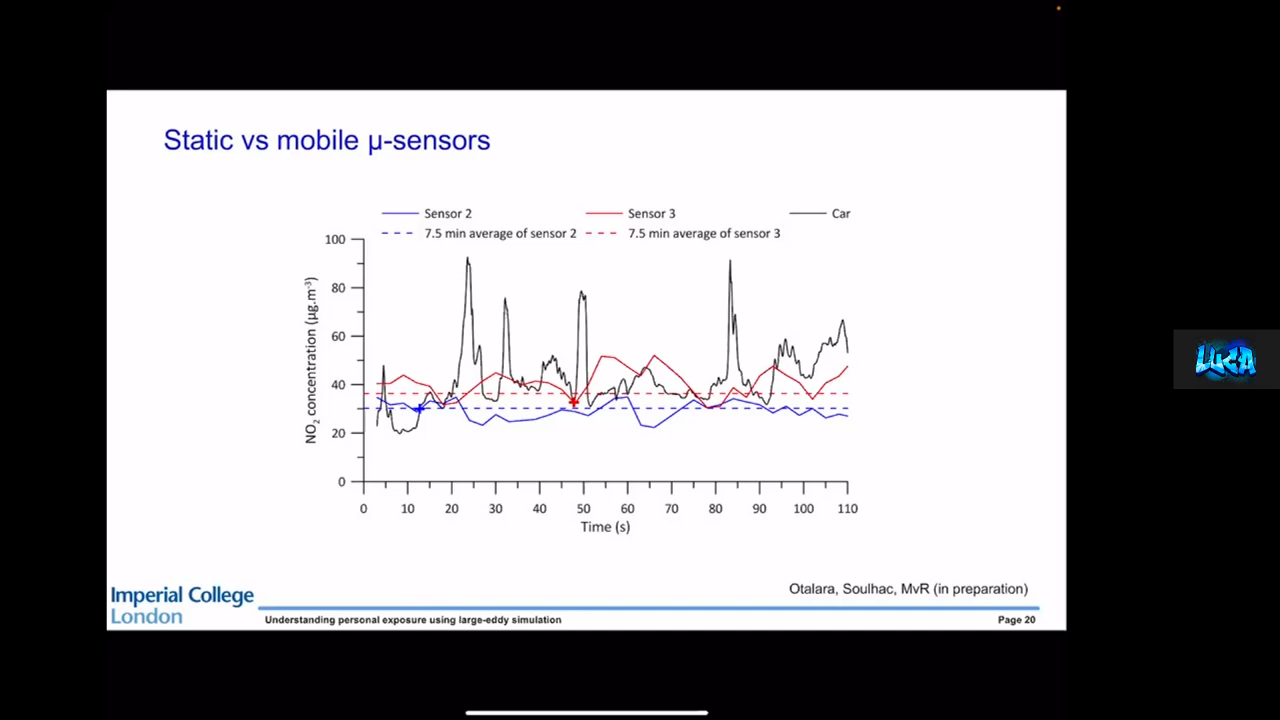 Static vs mobile μ-sensors
Sensor 2 Sensor 3 Car
7.5 min average of sensor 2 7.5 min average of sensor 3
NO2 concentration (μg.m-3)
100
80
60
40
20
0
0 10 20 30 40 50 60 70 80 90 100 110
Time (s)
Otalara, Soulhac, MvR (in preparation)
Imperial College
London
Understanding personal exposure using large-eddy simulation
Page 20
LUCA